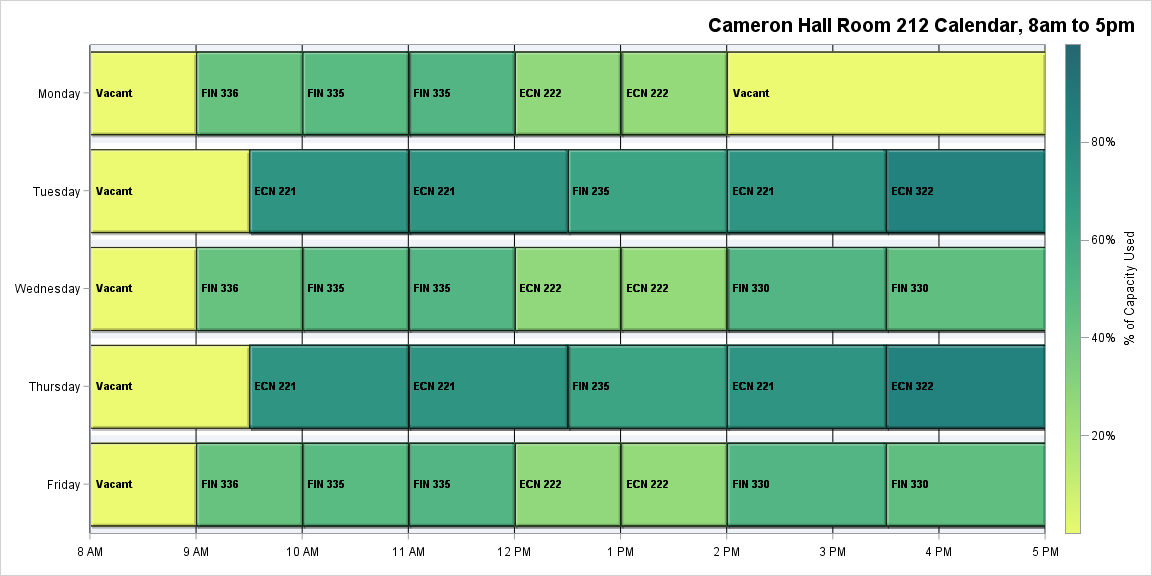 Cameron Hall Room 212 Calendar, 8am to 5pm
Monday
Vacant
FIN 336
FIN 335
FIN 335
ECN 222
ECN 222
Vacant
Tuesday
Vacant
ECN 221
ECN 221
FIN 235
ECN 221
ECN 322
Wednesday
Vacant
FIN 336
FIN 335
FIN 335
ECN 222
ECN 222
FIN 330
FIN 330
Thursday
Vacant
ECN 221
ECN 221
FIN 235
ECN 221
ECN 322
Friday
Vacant
FIN 336
FIN 335
FIN 335
ECN 222
ECN 222
FIN 330
FIN 330
8 AM
9 AM
10 AM
11 AM
12 PM
1 PM
2 PM
3 PM
4 PM
5 PM
80%
60%
40%
20%
% of Capacity Used